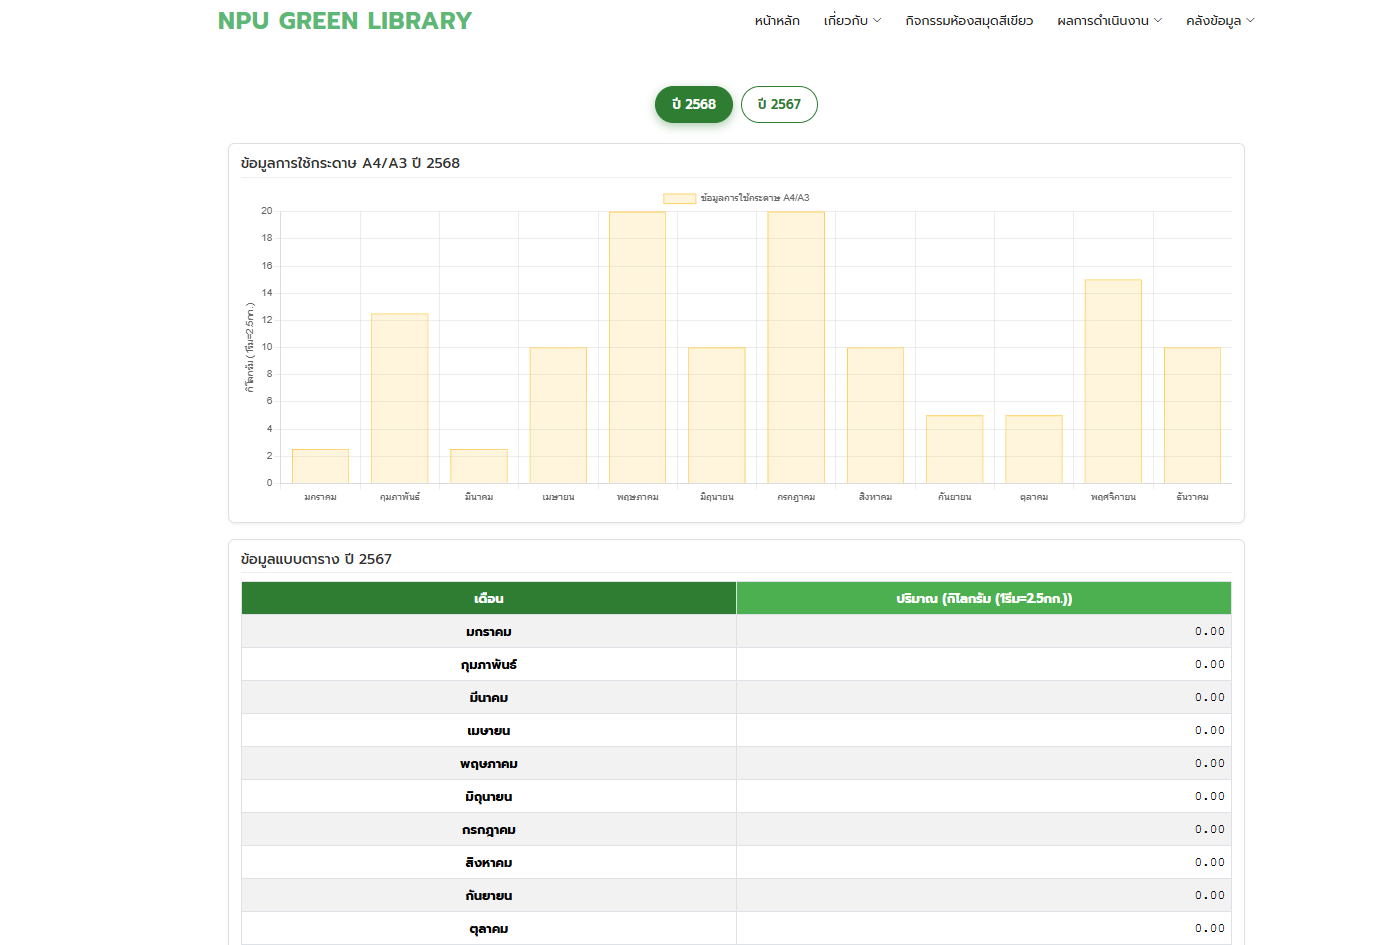 NPU GREEN LIBRARY
หน้าหลัก เกี่ยวกับ กิจกรรมห้องสมุดสีเขียว ผลการดำเนินงาน คลังข้อมูล
ปี 2568 ปี 2567
ข้อมูลการใช้กระดาษ A4/A3 ปี 2568
ข้อมูลการใช้กระดาษ A4/A3
20
18
16
14
12
10
8
6
4
2
0
กิโลกรัม (1รีม=2.5กก.)
มกราคม กุมภาพันธ์ มีนาคม เมษายน พฤษภาคม มิถุนายน กรกฎาคม สิงหาคม กันยายน ตุลาคม พฤศจิกายน ธันวาคม
ข้อมูลแบบตาราง ปี 2567
เดือน ปริมาณ (กิโลกรัม (1รีม=2.5กก.))
มกราคม 0.00
กุมภาพันธ์ 0.00
มีนาคม 0.00
เมษายน 0.00
พฤษภาคม 0.00
มิถุนายน 0.00
กรกฎาคม 0.00
สิงหาคม 0.00
กันยายน 0.00
ตุลาคม 0.00